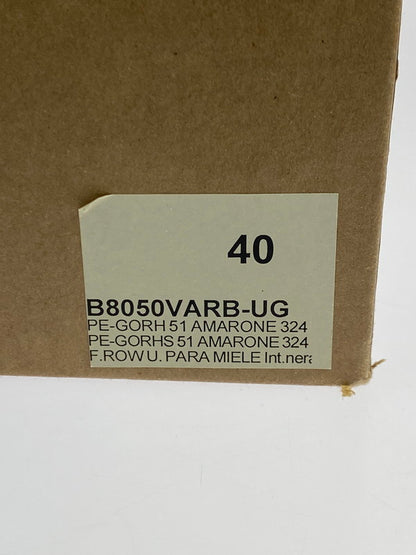 40
B8050VARB-UG
PE-GORH 51 AMARONE 324
PE-GORHS 51 AMARONE 324
F.ROW U. PARA MIELE Int.nera